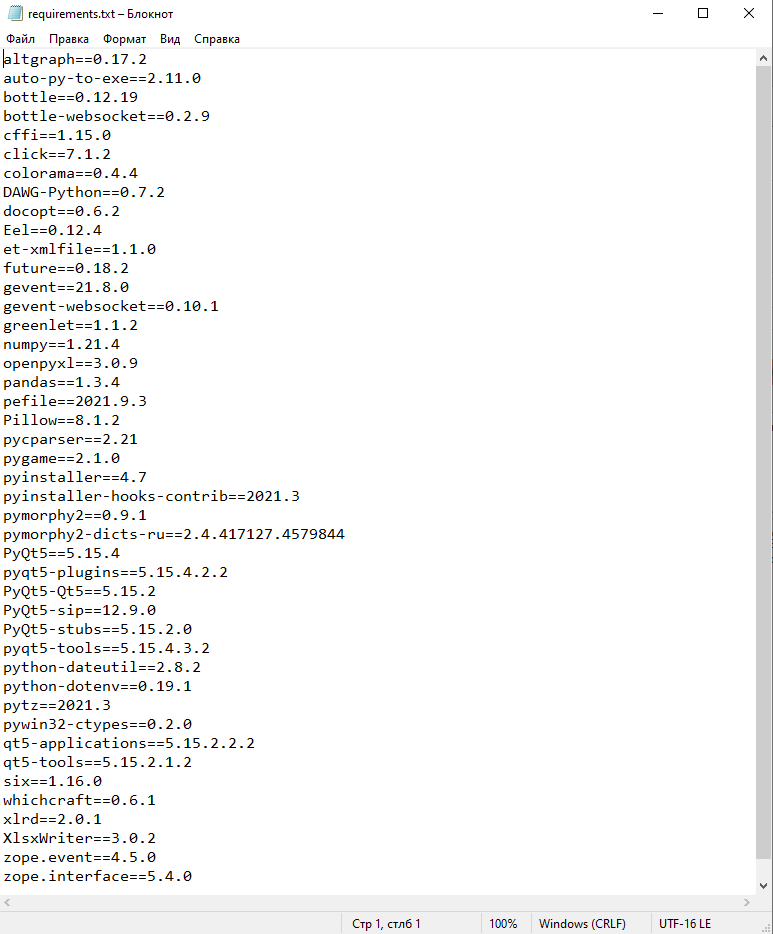 requirements.txt – Блокнот
Файл Правка Формат Вид Справка
altgraph==0.17.2
auto-py-to-exe==2.11.0
bottle==0.12.19
bottle-websocket==0.2.9
cffi==1.15.0
click==7.1.2
colorama==0.4.4
DAWG-Python==0.7.2
docopt==0.6.2
Eel==0.12.4
et-xmlfile==1.1.0
future==0.18.2
gevent==21.8.0
gevent-websocket==0.10.1
greenlet==1.1.2
numpy==1.21.4
openpyxl==3.0.9
pandas==1.3.4
pefile==2021.9.3
Pillow==8.1.2
pycparser==2.21
pygame==2.1.0
pyinstaller==4.7
pyinstaller-hooks-contrib==2021.3
pymorphy2==0.9.1
pymorphy2-dicts-ru==2.4.417127.4579844
PyQt5==5.15.4
pyqt5-plugins==5.15.4.2.2
PyQt5-Qt5==5.15.2
PyQt5-sip==12.9.0
PyQt5-stubs==5.15.2.0
pyqt5-tools==5.15.4.3.2
python-dateutil==2.8.2
python-dotenv==0.19.1
pytz==2021.3
pywin32-ctypes==0.2.0
qt5-applications==5.15.2.2.2
qt5-tools==5.15.2.1.2
six==1.16.0
whichcraft==0.6.1
xlrd==2.0.1
XlsxWriter==3.0.2
zope.event==4.5.0
zope.interface==5.4.0
Стр 1, стлб 1 100% Windows (CRLF) UTF-16 LE